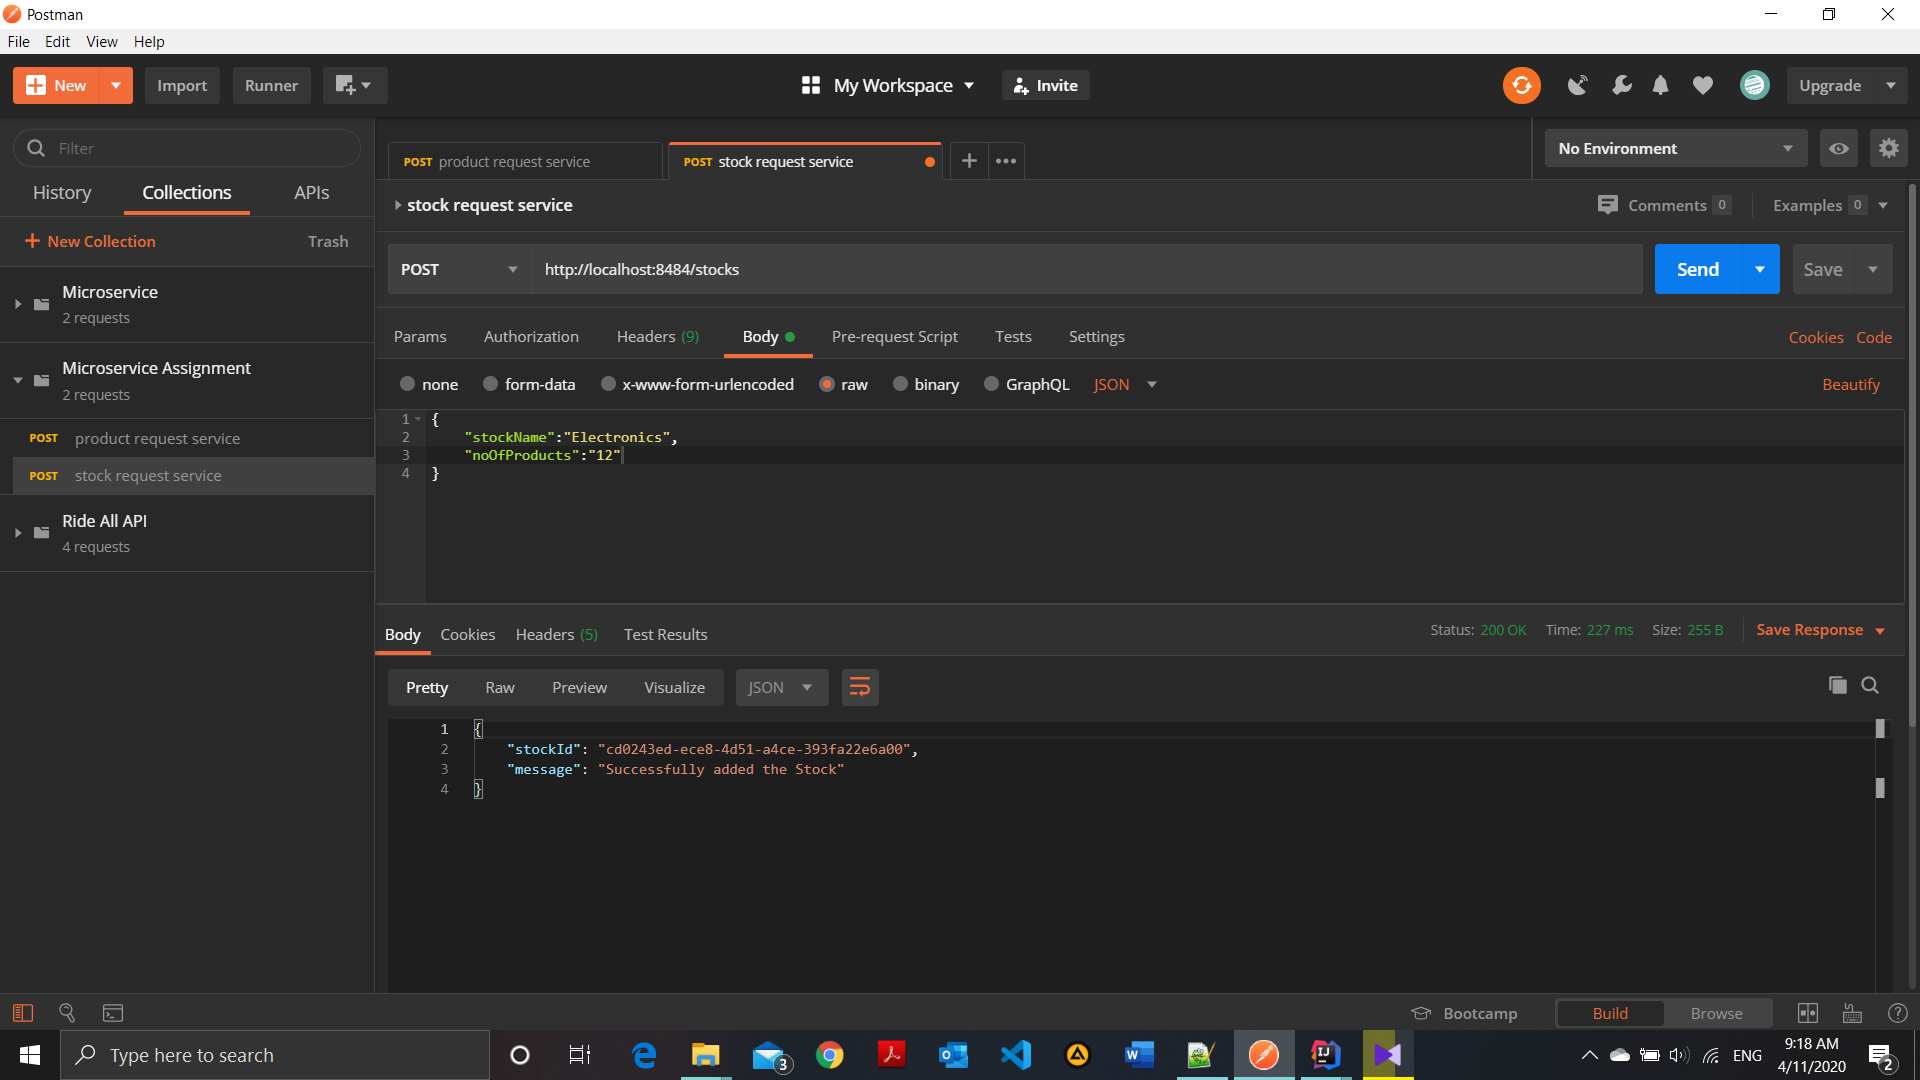 Postman
File Edit View Help
New Import Runner My Workspace Invite Upgrade
Filter
History Collections APIs
New Collection Trash
Microservice
2 requests
Microservice Assignment
2 requests
POST product request service
POST stock request service
Ride All API
4 requests
POST product request service POST stock request service No Environment
stock request service Comments 0 Examples 0
POST http://localhost:8484/stocks Send Save
Params Authorization Headers (9) Body Pre-request Script Tests Settings Cookies Code
none form-data x-www-form-urlencoded raw binary GraphQL JSON Beautify
1 {
2 "stockName":"Electronics",
3 "noOfProducts":"12"
4 }
Body Cookies Headers (5) Test Results Status: 200 OK Time: 227 ms Size: 255 B Save Response
Pretty Raw Preview Visualize JSON
1 {
2 "stockId": "cd0243ed-ece8-4d51-a4ce-393fa22e6a00",
3 "message": "Successfully added the Stock"
4 }
Bootcamp Build Browse
Type here to search 3 W IJ ENG 9:18 AM
4/11/2020 2